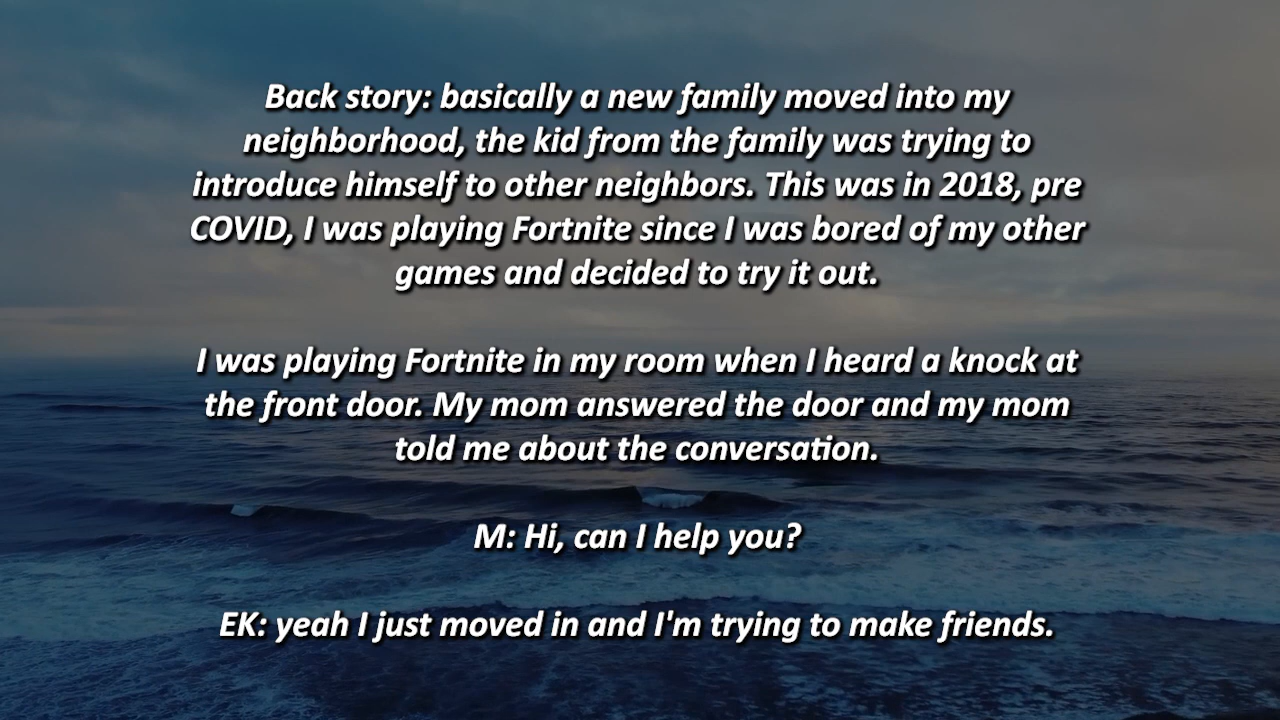 Back story: basically a new family moved into my
neighborhood, the kid from the family was trying to
introduce himself to other neighbors. This was in 2018, pre
COVID, I was playing Fortnite since I was bored of my other
games and decided to try it out.
I was playing Fortnite in my room when I heard a knock at
the front door. My mom answered the door and my mom
told me about the conversation.
M: Hi, can I help you?
EK: yeah I just moved in and I'm trying to make friends.